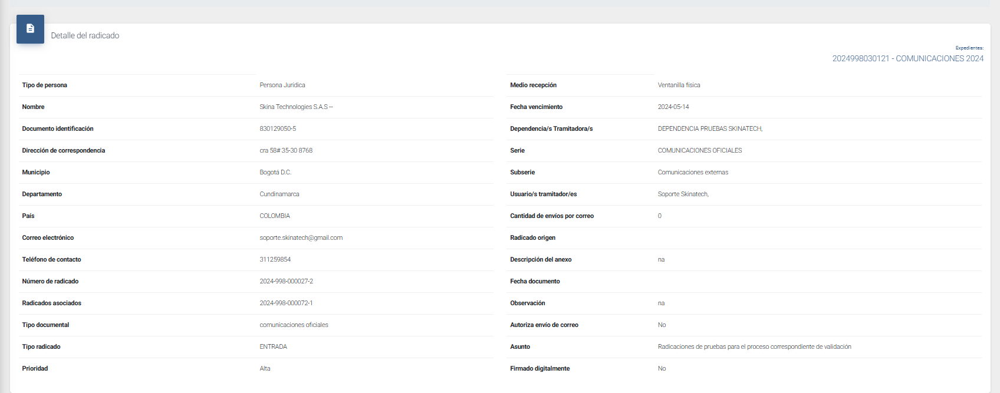 Detalle del radicado
Expedientes:
2024998030121 - COMUNICACIONES 2024
Tipo de persona Persona Juridica
Nombre Skina Technologies S.A.S --
Documento identificación 830129050-5
Dirección de correspondencia cra 58# 35-30 8768
Municipio Bogotá D.C.
Departamento Cundinamarca
País COLOMBIA
Correo electrónico soporte.skinatech@gmail.com
Teléfono de contacto 311259854
Número de radicado 2024-998-000027-2
Radicados asociados 2024-998-000072-1
Tipo documental comunicaciones oficiales
Tipo radicado ENTRADA
Prioridad Alta
Medio recepción Ventanilla física
Fecha vencimiento 2024-05-14
Dependencia/s Tramitadora/s DEPENDENCIA PRUEBAS SKINATECH,
Serie COMUNICACIONES OFICIALES
Subserie Comunicaciones externas
Usuario/s tramitador/es Soporte Skinatech,
Cantidad de envíos por correo 0
Radicado origen
Descripción del anexo na
Fecha documento
Observación na
Autoriza envío de correo No
Asunto Radicaciones de pruebas para el proceso correspondiente de validación
Firmado digitalmente No